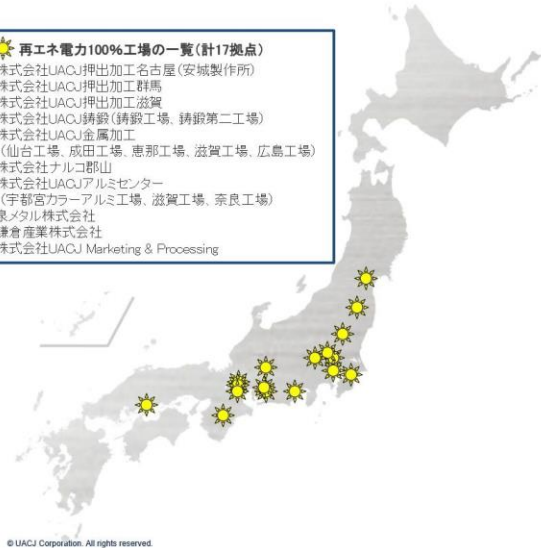 再エネ電力100％工場の一覧（計17拠点）
株式会社UACJ押出加工名古屋（安城製作所）
株式会社UACJ押出加工群馬
株式会社UACJ押出加工滋賀
株式会社UACJ鋳鍛（鋳鍛工場、鋳鍛第二工場）
株式会社UACJ金属加工
（仙台工場、成田工場、恵那工場、滋賀工場、広島工場）
株式会社ナルコ郡山
株式会社UACJアルミセンター
（宇都宮カラーアルミ工場、滋賀工場、奈良工場）
泉メタル株式会社
鎌倉産業株式会社
株式会社UACJ Marketing & Processing
© UACJ Corporation. All rights reserved.